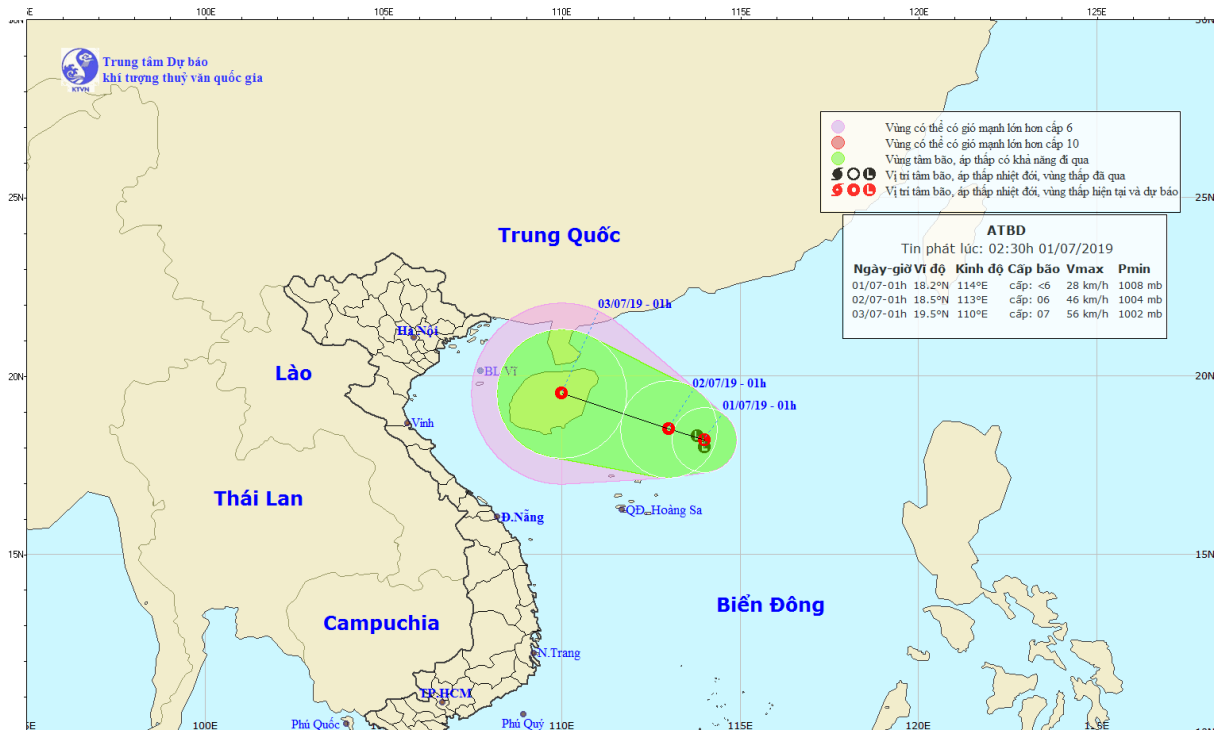 100E
105E
110E
115E
120E
125E
30N
Trung tâm Dự báo
khí tượng thuỷ văn quốc gia
KTVN
Vùng có thể có gió mạnh lớn hơn cấp 6
Vùng có thể có gió mạnh lớn hơn cấp 10
Vùng tâm bão, áp thấp có khả năng đi qua
L Vị trí tâm bão, áp thấp nhiệt đới, vùng thấp đã qua
L Vị trí tâm bão, áp thấp nhiệt đới, vùng thấp hiện tại và dự báo
25N
25N
ATBD
Tin phát lúc: 02:30h 01/07/2019
Ngày-giờ Vĩ độ Kinh độ Cấp bão Vmax Pmin
01/07-01h 18.2°N 114°E cấp: <6 28 km/h 1008 mb
02/07-01h 18.5°N 113°E cấp: 06 46 km/h 1004 mb
03/07-01h 19.5°N 110°E cấp: 07 56 km/h 1002 mb
Trung Quốc
03/07/19 - 01h
Hà Nội
Lào
BL Vĩ
20N
20N
02/07/19 - 01h
01/07/19 - 01h
Vinh
L
L
Thái Lan
QĐ. Hoàng Sa
Đ.Nẵng
15N
15N
Biển Đông
Campuchia
N.Trang
TP.HCM
Phú Quốc
Phú Quý
100E
110E
115E
120E